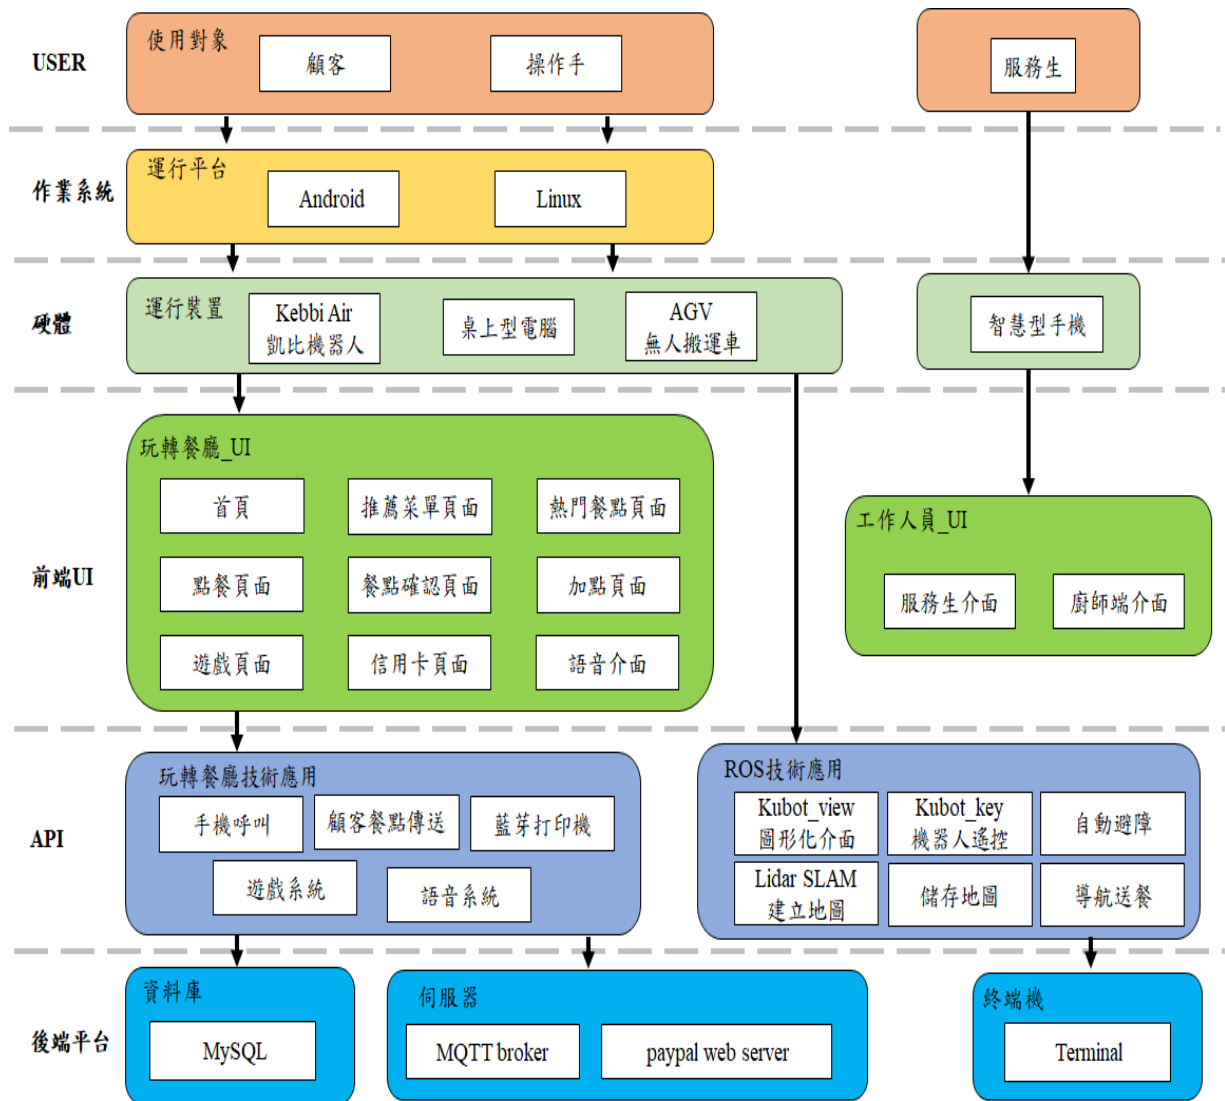 USER
使用對象
顧客
操作手
服務生
作業系統
運行平台
Android
Linux
硬體
運行裝置
Kebbi Air
凱比機器人
桌上型電腦
AGV
無人搬運車
智慧型手機
前端UI
玩轉餐廳_UI
首頁
推薦菜單頁面
熱門餐點頁面
點餐頁面
餐點確認頁面
加點頁面
遊戲頁面
信用卡頁面
語音介面
工作人員_UI
服務生介面
廚師端介面
API
玩轉餐廳技術應用
手機呼叫
顧客餐點傳送
藍芽打印機
遊戲系統
語音系統
ROS技術應用
Kubot_view
圖形化介面
Kubot_key
機器人遙控
自動避障
Lidar SLAM
建立地圖
儲存地圖
導航送餐
後端平台
資料庫
MySQL
伺服器
MQTT broker
paypal web server
終端機
Terminal